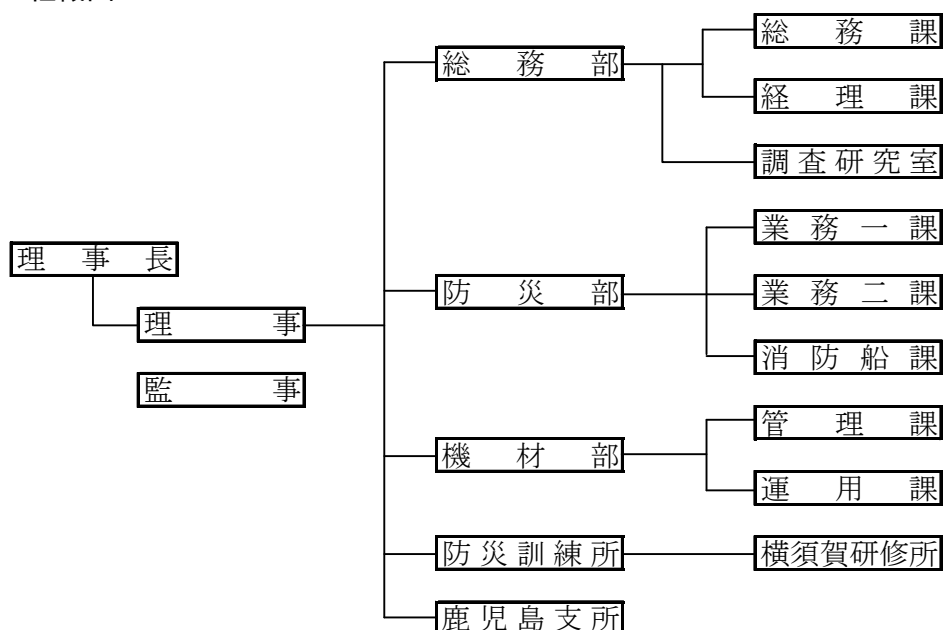 総務課
総務部
経理課
調査研究室
業務一課
理事長
防災部
業務二課
理事
消防船課
監事
管理課
機材部
運用課
防災訓練所
横須賀研修所
鹿児島支所